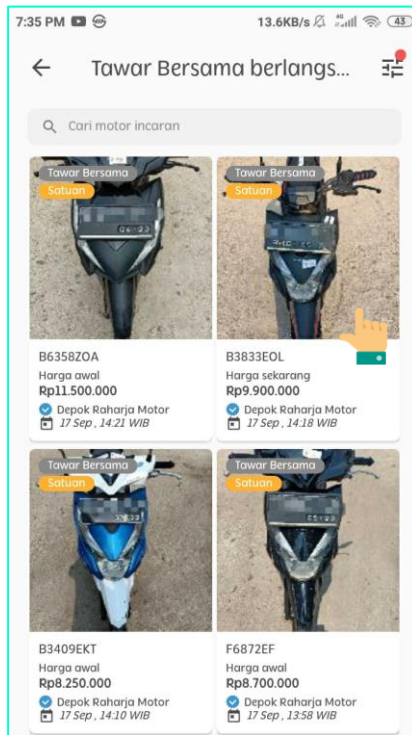 7:35 PM
13.6KB/s
43
Tawar Bersama berlangs...
Cari motor incaran
Tawar Bersama
Satuan
Tawar Bersama
Satuan
04·23
B6358ZOA
Harga awal
Rp11.500.000
Depok Raharja Motor
17 Sep , 14:21 WIB
B3833EOL
Harga sekarang
Rp9.900.000
Depok Raharja Motor
17 Sep , 14:18 WIB
Tawar Bersama
Satuan
Tawar Bersama
Satuan
B3409EKT
Harga awal
Rp8.250.000
Depok Raharja Motor
17 Sep , 14:10 WIB
F6872EF
Harga awal
Rp8.700.000
Depok Raharja Motor
17 Sep , 13:58 WIB